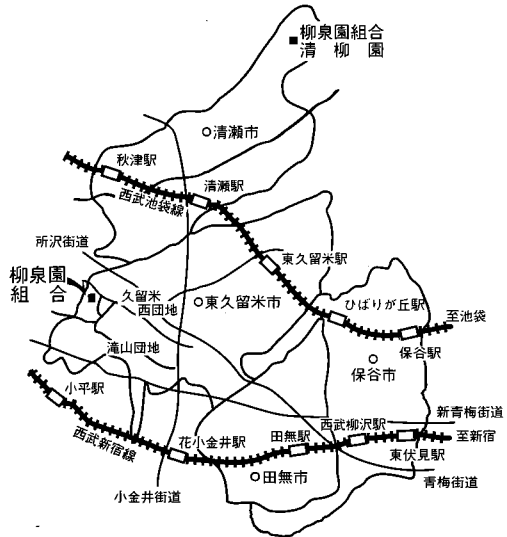 柳泉園組合
清柳園
清瀬市
秋津駅
清瀬駅
西武池袋線
所沢街道
東久留米駅
柳泉園
組合
久留米
西団地
東久留米市
ひばりが丘駅
至池袋
滝山団地
保谷駅
保谷市
小平駅
新青梅街道
西武柳沢駅
花小金井駅
田無駅
至新宿
西武新宿線
東伏見駅
田無市
青梅街道
小金井街道